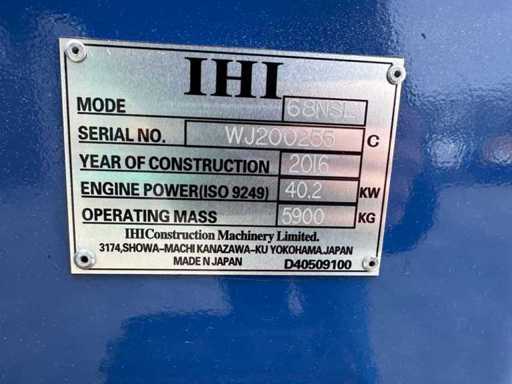 IHI
MODE 68NSL
SERIAL NO. WJ200255 C
YEAR OF CONSTRUCTION 2016
ENGINE POWER(ISO 9249) 40.2 KW
OPERATING MASS 5900 KG
IHIConstruction Machinery Limited.
3174,SHOWA-MACHI KANAZAWA-KU YOKOHAMA.JAPAN
MADE N JAPAN D40509100